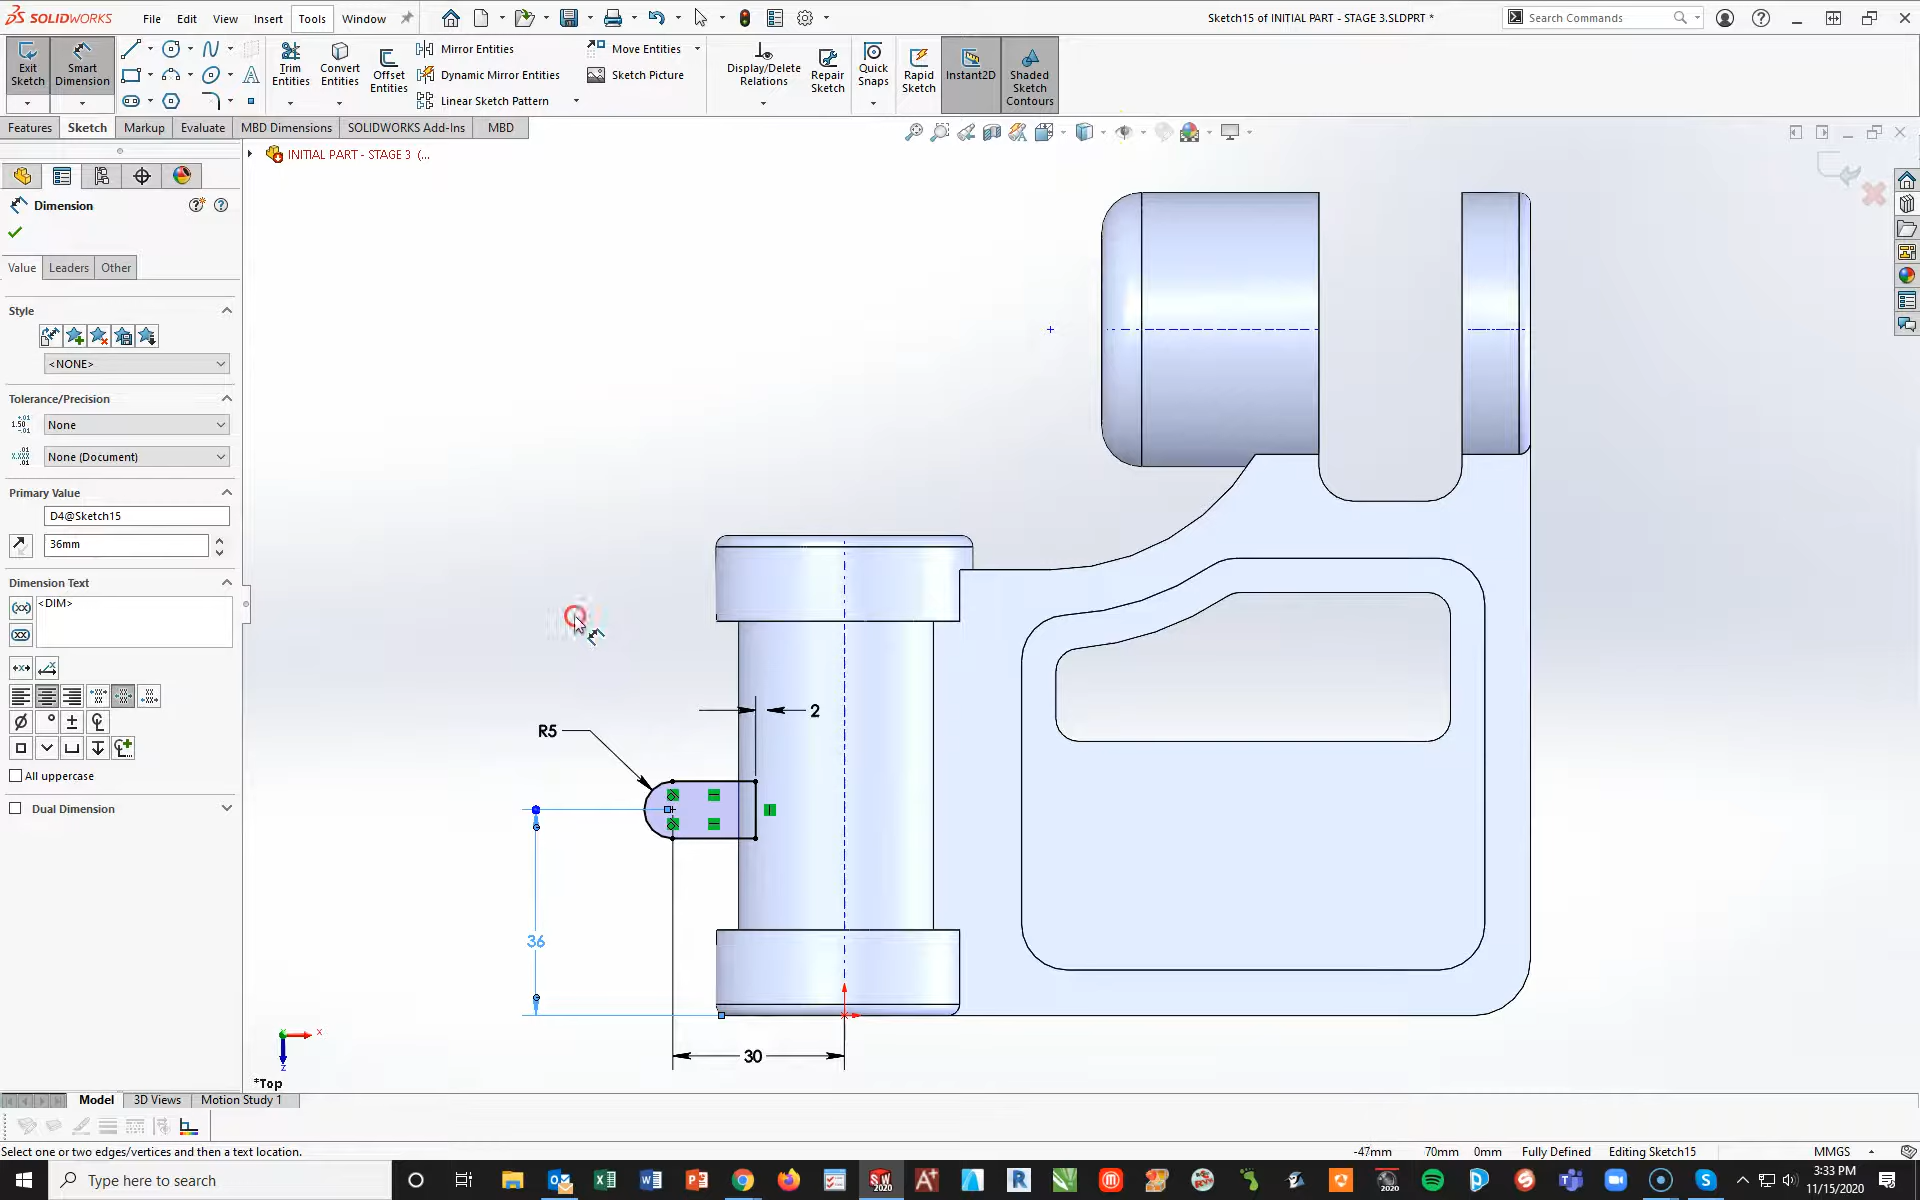 SOLIDWORKS File Edit View Insert Tools Window Sketch15 of INITIAL PART - STAGE 3.SLDPRT * Search Commands
Exit Sketch
Smart Dimension
Trim Entities
Convert Entities
Offset Entities
Mirror Entities
Dynamic Mirror Entities
Linear Sketch Pattern
Move Entities
Sketch Picture
Display/Delete Relations
Repair Sketch
Quick Snaps
Rapid Sketch
Instant2D
Shaded Sketch Contours
Features Sketch Markup Evaluate MBD Dimensions SOLIDWORKS Add-Ins MBD
INITIAL PART - STAGE 3 (...
Dimension
Value Leaders Other
Style
<NONE>
Tolerance/Precision
None
None (Document)
Primary Value
D4@Sketch15
36mm
Dimension Text
<DIM>
All uppercase
Dual Dimension
2
R5
36
30
x
z
*Top
Model 3D Views Motion Study 1
Select one or two edges/vertices and then a text location. -47mm 70mm 0mm Fully Defined Editing Sketch15 MMGS
Type here to search
3:33 PM
11/15/2020